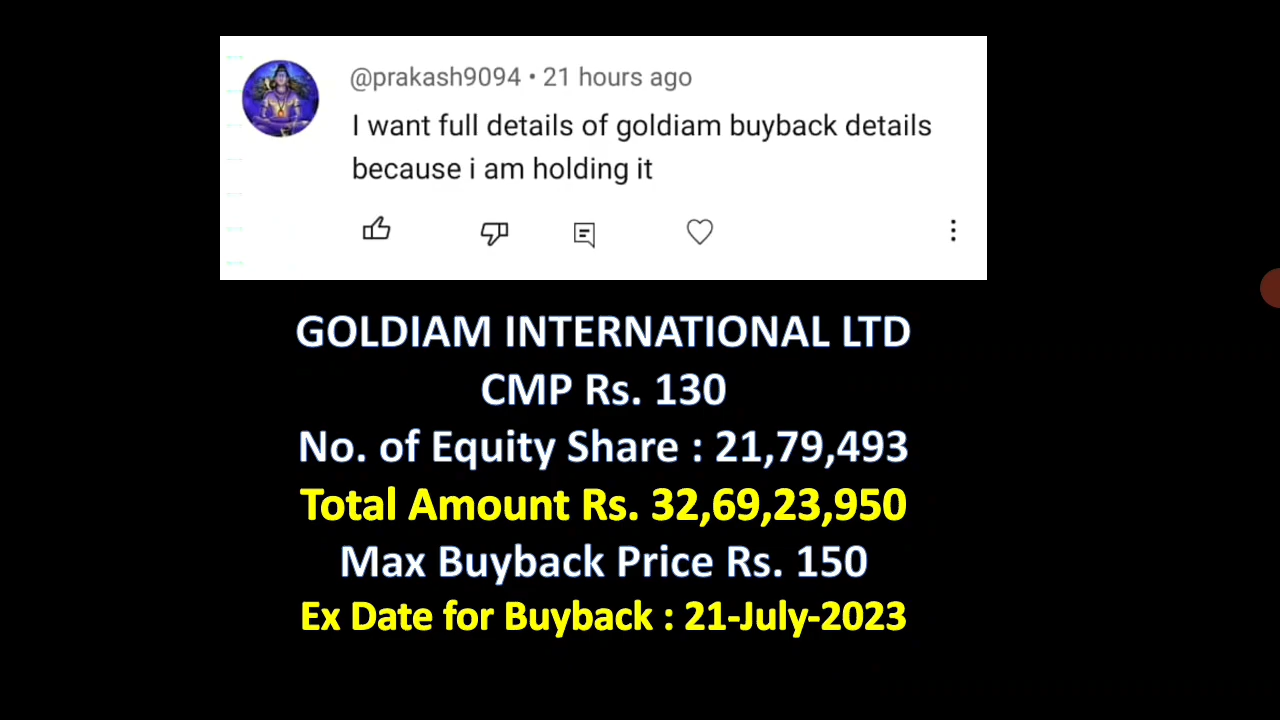 @prakash9094 • 21 hours ago
I want full details of goldiam buyback details
because i am holding it
GOLDIAM INTERNATIONAL LTD
CMP Rs. 130
No. of Equity Share : 21,79,493
Total Amount Rs. 32,69,23,950
Max Buyback Price Rs. 150
Ex Date for Buyback : 21-July-2023